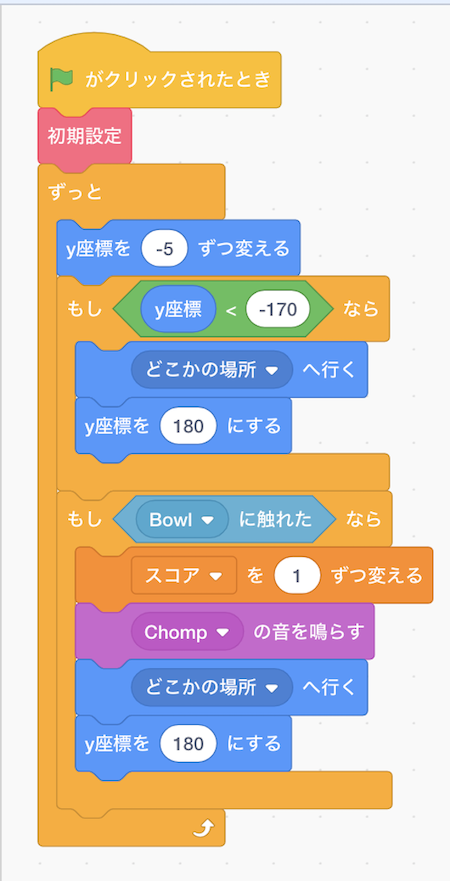 がクリックされたとき
初期設定
ずっと
y座標を -5 ずつ変える
もし y座標 < -170 なら
どこかの場所 へ行く
y座標を 180 にする
もし Bowl に触れた なら
スコア を 1 ずつ変える
Chomp の音を鳴らす
どこかの場所 へ行く
y座標を 180 にする